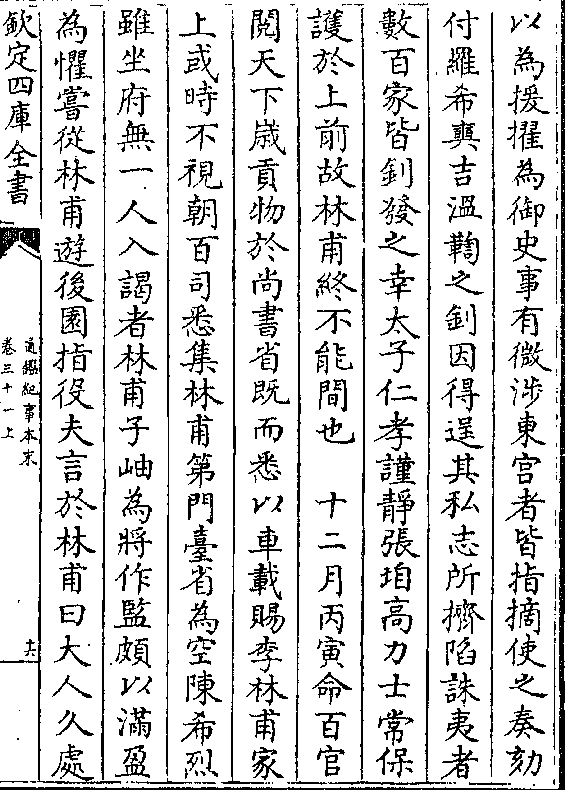 以為援擢為御史事有微涉東宮者皆指摘使之奏劾
付羅希奭吉溫鞫之釗因得逞其私志所擠陷誅夷者
數百家皆釗發之幸太子仁孝謹靜張垍高力士常保
護於上前故林甫終不能間也　十二月丙寅命百官
閱天下歲貢物於尚書省既而悉以車載賜李林甫家
上或時不視朝百司悉集林甫第門臺省為空陳希烈
雖坐府無一人入謁者林甫子岫為將作監頗以滿盈
為懼嘗從林甫遊後園指役夫言於林甫曰大人久處
欽定四庫全書
通鑑紀事本末
卷三十一上
十六